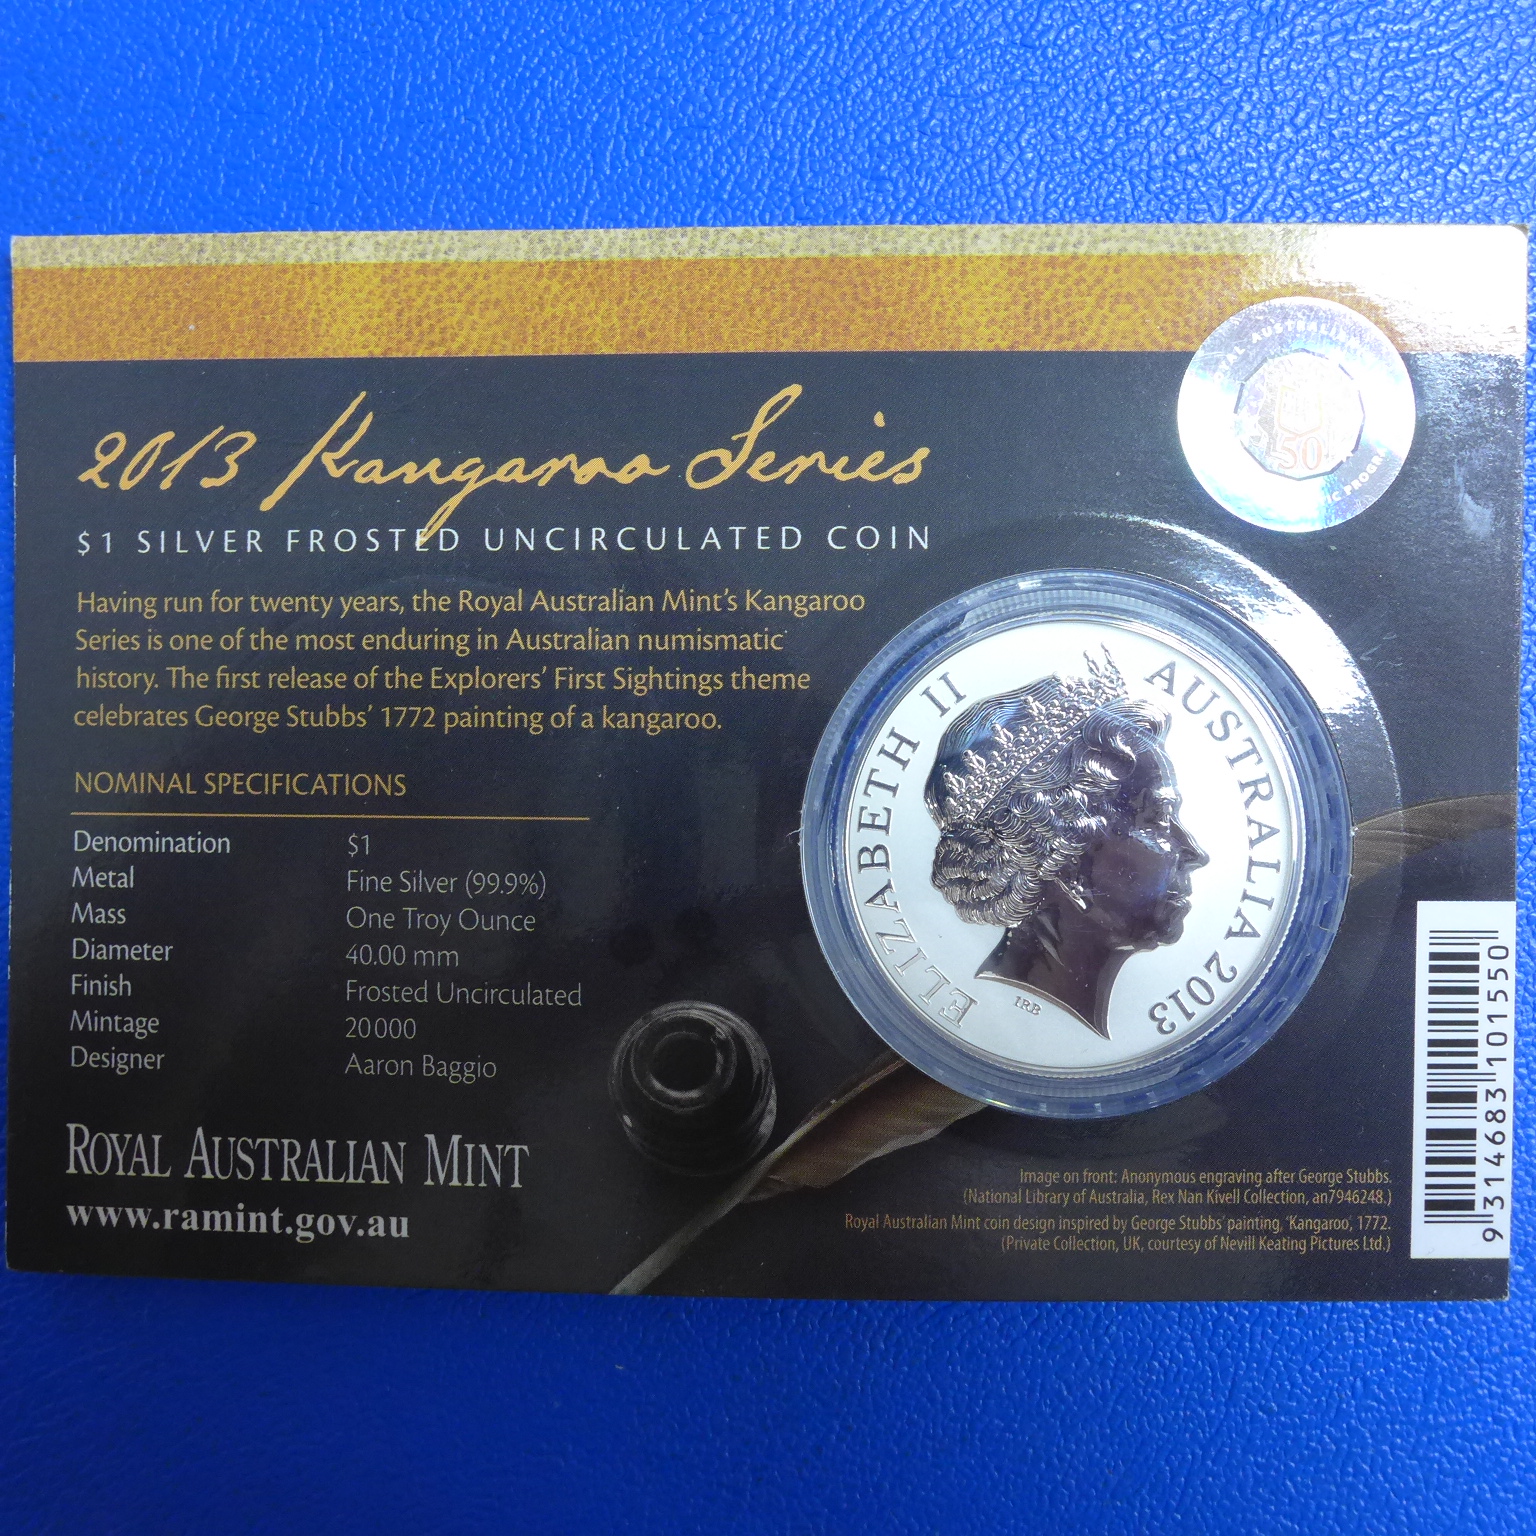 2013 Kangaroo Series
$1 SILVER FROSTED UNCIRCULATED COIN
Having run for twenty years, the Royal Australian Mint's Kangaroo
Series is one of the most enduring in Australian numismatic
history. The first release of the Explorers' First Sightings theme
celebrates George Stubbs' 1772 painting of a kangaroo.
NOMINAL SPECIFICATIONS
Denomination $1
Metal Fine Silver (99.9%)
Mass One Troy Ounce
Diameter 40.00 mm
Finish Frosted Uncirculated
Mintage 20000
Designer Aaron Baggio
ROYAL AUSTRALIAN MINT
www.ramint.gov.au
50
ELIZABETH II AUSTRALIA 2013
IRB
Image on front: Anonymous engraving after George Stubbs.
(National Library of Australia, Rex Nan Kivell Collection, an7946248.)
Royal Australian Mint coin design inspired by George Stubbs' painting, 'Kangaroo', 1772.
(Private Collection, UK, courtesy of Nevill Keating Pictures Ltd.)
9 314683 101550